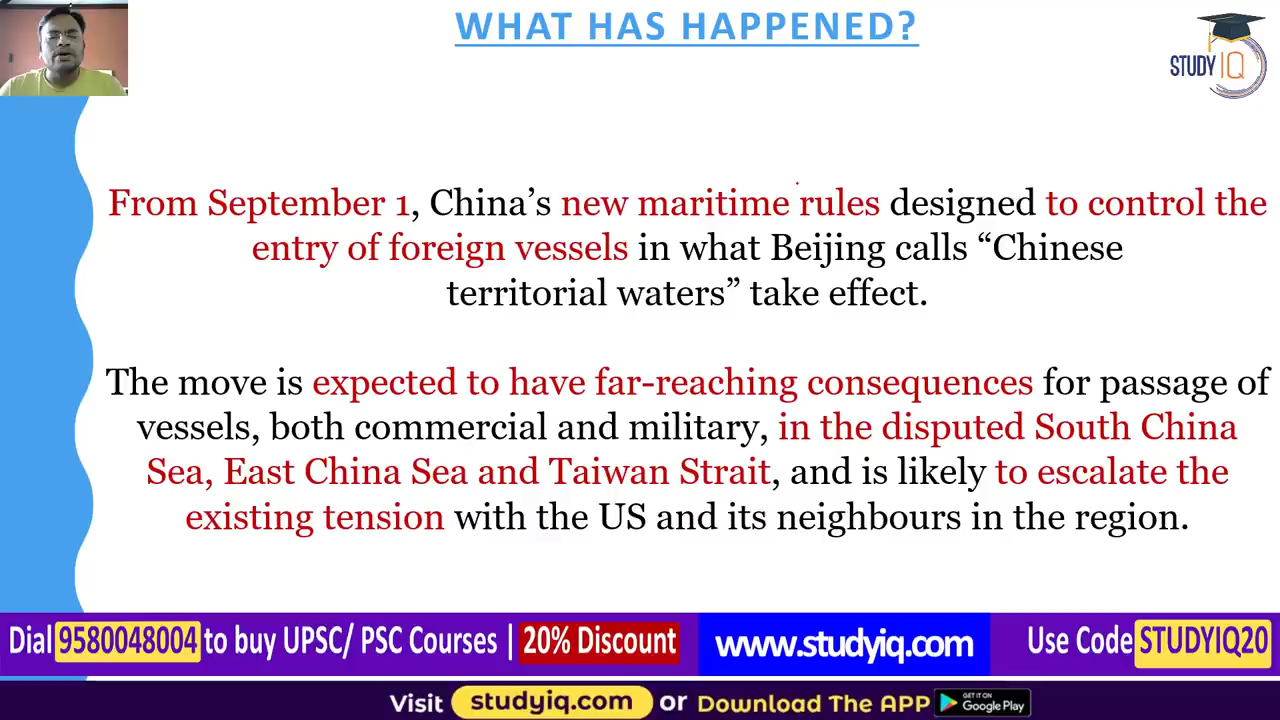 WHAT HAS HAPPENED?
STUDY IQ
From September 1, China’s new maritime rules designed to control the
entry of foreign vessels in what Beijing calls “Chinese
territorial waters” take effect.
The move is expected to have far-reaching consequences for passage of
vessels, both commercial and military, in the disputed South China
Sea, East China Sea and Taiwan Strait, and is likely to escalate the
existing tension with the US and its neighbours in the region.
Dial 9580048004 to buy UPSC/ PSC Courses | 20% Discount www.studyiq.com Use Code STUDYIQ20
Visit studyiq.com or Download The APP GET IT ON Google Play